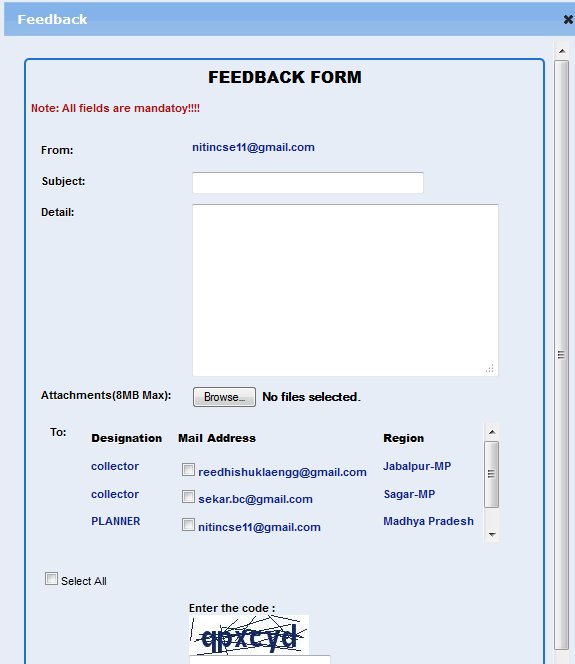 Feedback
FEEDBACK FORM
Note: All fields are mandatoy!!!!
From: nitincse11@gmail.com
Subject:
Detail:
Attachments(8MB Max): Browse... No files selected.
To: Designation Mail Address Region
collector reedhishuklaengg@gmail.com Jabalpur-MP
collector sekar.bc@gmail.com Sagar-MP
PLANNER nitincse11@gmail.com Madhya Pradesh
Select All
Enter the code :
qpxcyd